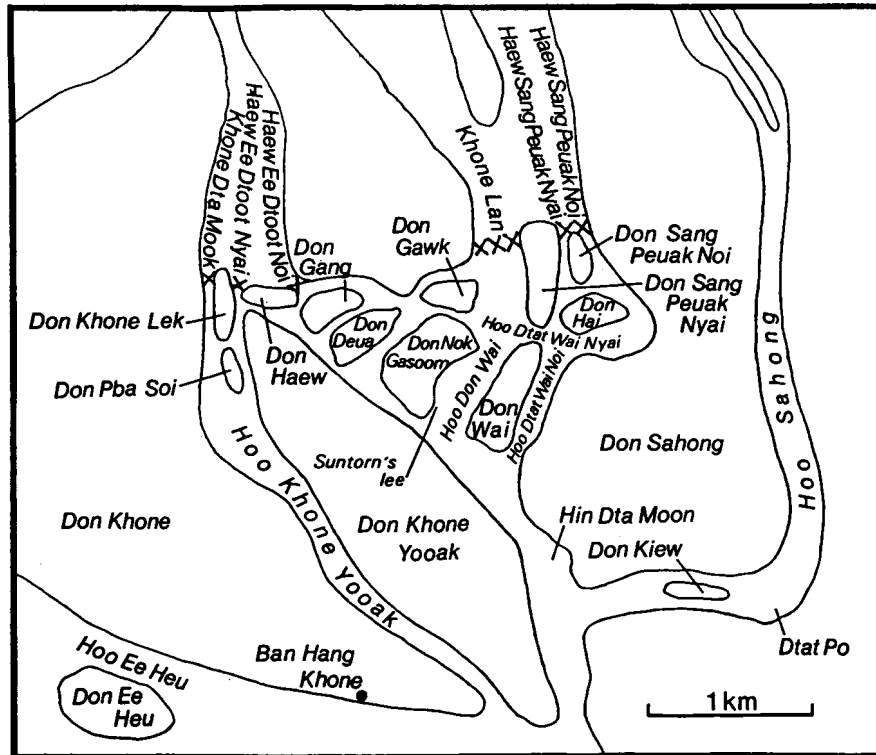 Khone Dta Mook
Haew Ee Dtoot Nyai
Haew Ee Dtoot Noi
Khone Lan
Haew Sang Peuak Nyai
Haew Sang Peuak Noi
Don
Gang
Don
Gawk
Don Sang
Peuak Noi
Don Sang
Peuak
Nyai
Don Khone Lek
Don
Haew
Don
Deua
Don Nok
Gasoom
Don
Hai
Hoo Dtat Wai Nyai
Hoo Don Wai
Don
Wai
Hoo Dtat Wai Noi
Don Pba Soi
Suntorn's
lee
Don Sahong
Hoo Sahong
Hoo Khone Yooak
Don Khone
Don Khone
Yooak
Hin Dta Moon
Don Kiew
Dtat Po
Hoo Ee Heu
Ban Hang
Khone
Don Ee
Heu
1km